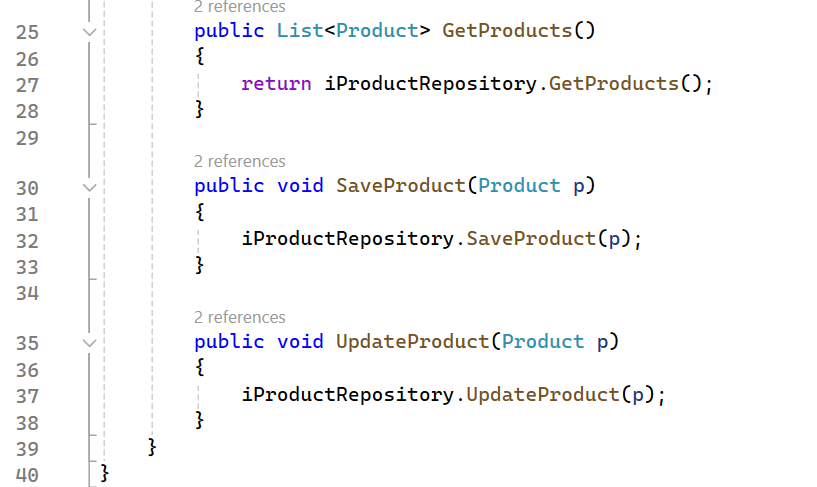 2 references
25 public List<Product> GetProducts()
26 {
27 return iProductRepository.GetProducts();
28 }
29
2 references
30 public void SaveProduct(Product p)
31 {
32 iProductRepository.SaveProduct(p);
33 }
34
2 references
35 public void UpdateProduct(Product p)
36 {
37 iProductRepository.UpdateProduct(p);
38 }
39 }
40 }